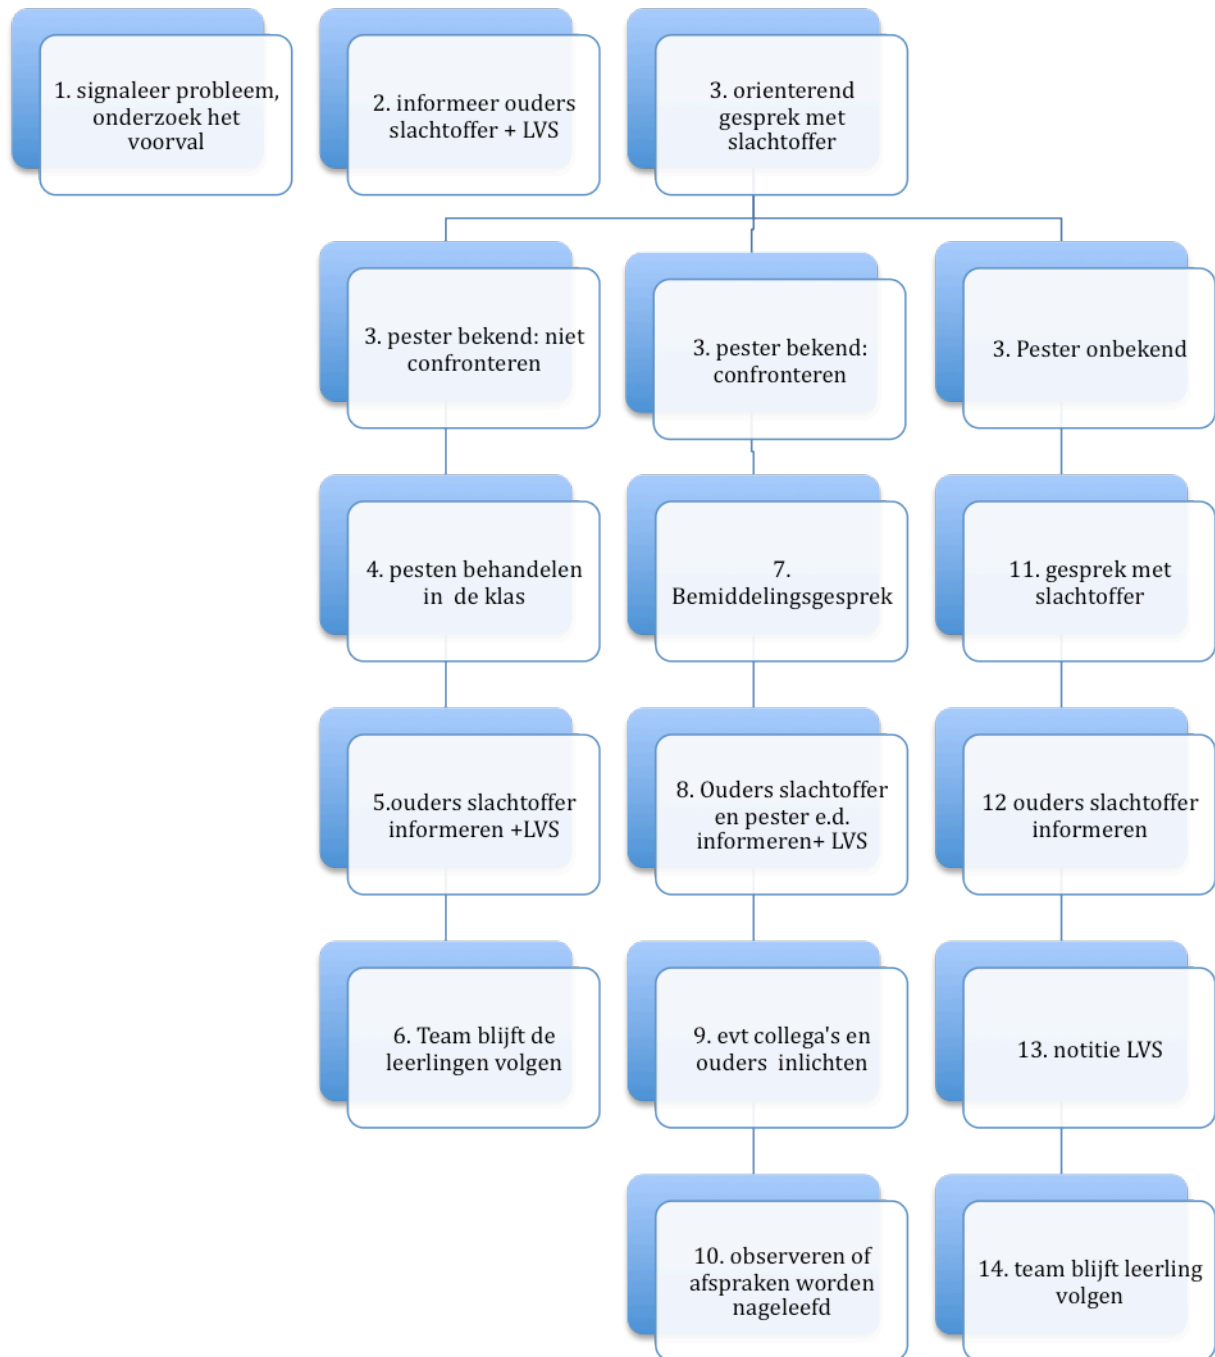 1. signaleer probleem,
onderzoek het
voorval
2. informeer ouders
slachtoffer + LVS
3. orienterend
gesprek met
slachtoffer
3. pester bekend: niet
confronteren
3. pester bekend:
confronteren
3. Pester onbekend
4. pesten behandelen
in de klas
7.
Bemiddelingsgesprek
11. gesprek met
slachtoffer
5.ouders slachtoffer
informeren +LVS
8. Ouders slachtoffer
en pester e.d.
informeren+ LVS
12 ouders slachtoffer
informeren
6. Team blijft de
leerlingen volgen
9. evt collega's en
ouders inlichten
13. notitie LVS
10. observeren of
afspraken worden
nageleefd
14. team blijft leerling
volgen